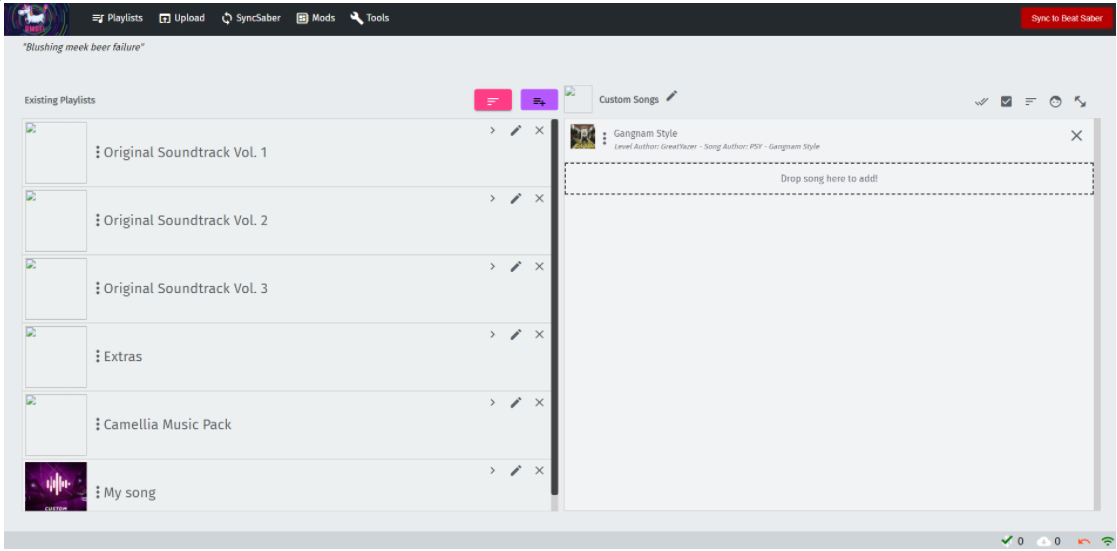 Playlists Upload SyncSaber Mods Tools Sync to Beat Saber
"Blushing meek beer failure"
Existing Playlists
Custom Songs
Original Soundtrack Vol. 1
Original Soundtrack Vol. 2
Original Soundtrack Vol. 3
Extras
Camellia Music Pack
My song
CUSTOM
Gangnam Style
Level Author: GreatYazer - Song Author: PSY - Gangnam Style
Drop song here to add!
0 0